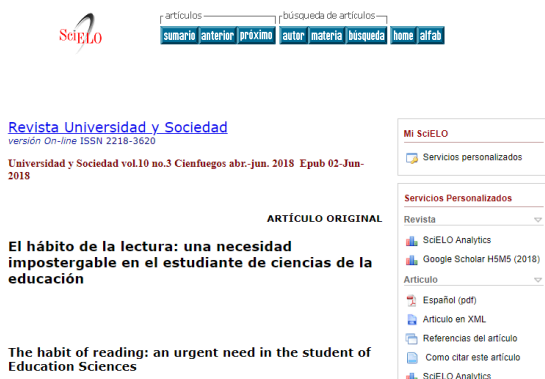 SciELO
artículos
búsqueda de artículos
sumario anterior próximo autor materia búsqueda home alfab
Revista Universidad y Sociedad
versión On-line ISSN 2218-3620
Universidad y Sociedad vol.10 no.3 Cienfuegos abr.-jun. 2018 Epub 02-Jun-
2018
ARTÍCULO ORIGINAL
El hábito de la lectura: una necesidad
impostergable en el estudiante de ciencias de la
educación
The habit of reading: an urgent need in the student of
Education Sciences
Mi SciELO
Servicios personalizados
Servicios Personalizados
Revista
SciELO Analytics
Google Scholar H5M5 (2018)
Articulo
Español (pdf)
Articulo en XML
Referencias del artículo
Como citar este artículo
SciELO Analytics